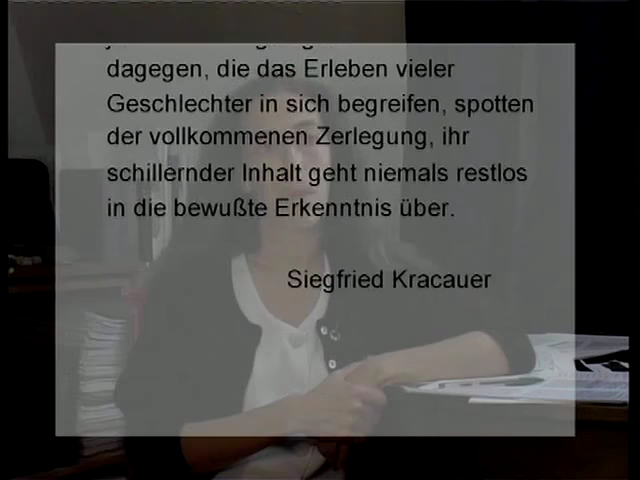 dagegen, die das Erleben vieler
Geschlechter in sich begreifen, spotten
der vollkommenen Zerlegung, ihr
schillernder Inhalt geht niemals restlos
in die bewußte Erkenntnis über.
Siegfried Kracauer